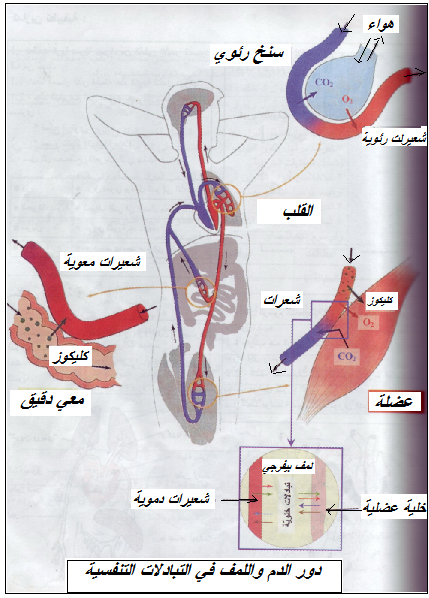 هواء
سنخ رئوي
CO₂
O₂
شعيرات رئوية
القلب
شعيرات معوية
كليكوز
معي دقيق
شعرات
كليكوز
O₂
CO₂
عضلة
لمف بيفرجي
تبادلات خلوية
شعيرات دموية
خلية عضلية
دور الدم واللمف في التبادلات التنفسية